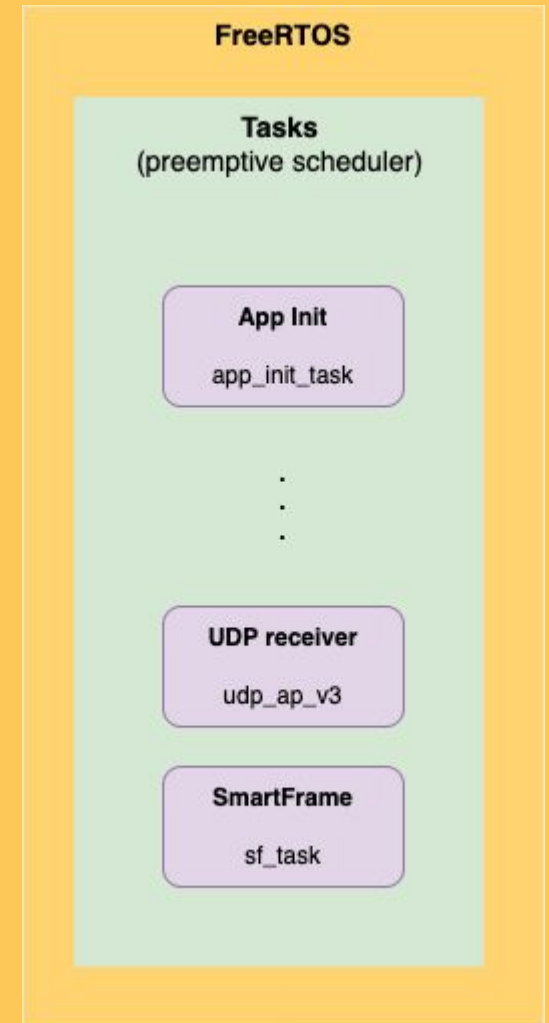 FreeRTOS
Tasks
(preemptive scheduler)
App Init
app_init_task
.
.
.
UDP receiver
udp_ap_v3
SmartFrame
sf_task